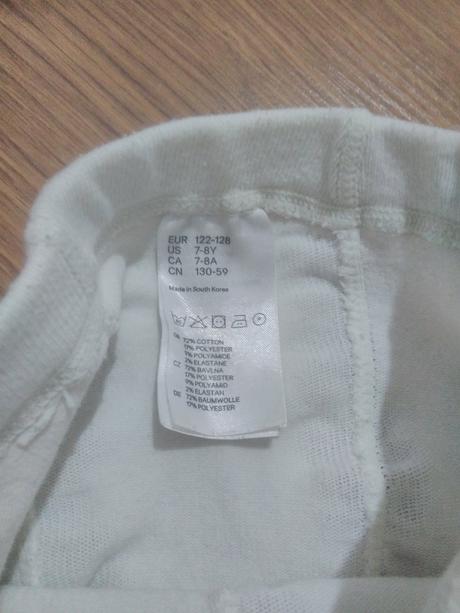 EUR 122-128
US 7-8Y
CA 7-8A
CN 130-59
Made in South Korea
GB 72% COTTON
17% POLYESTER
9% POLYAMIDE
2% ELASTANE
CZ 72% BAVLNA
17% POLYESTER
9% POLYAMID
2% ELASTAN
DE 72% BAUMWOLLE
17% POLYESTER